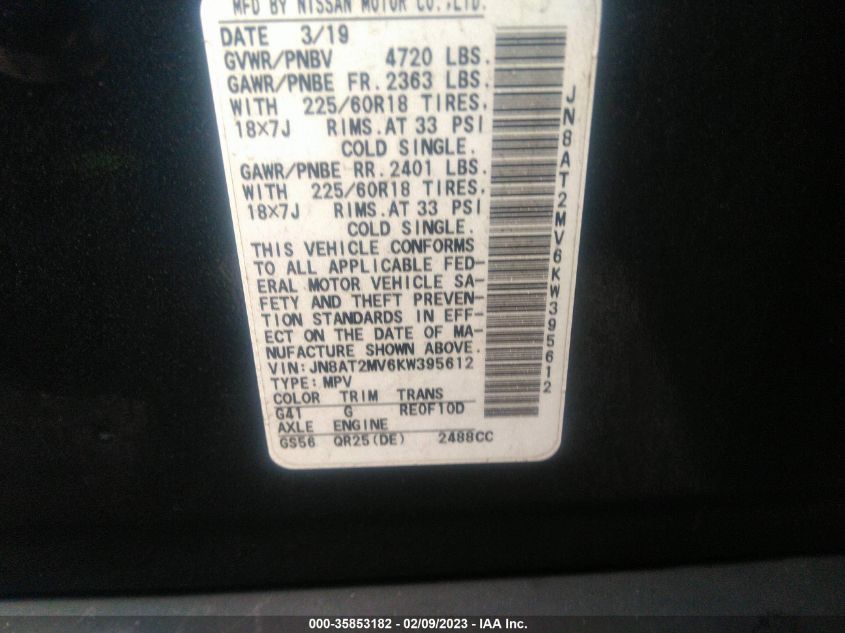 MFD BY NISSAN MOTOR CO.,LTD.
DATE 3/19
GVWR/PNBV 4720 LBS.
GAWR/PNBE FR. 2363 LBS.
WITH 225/60R18 TIRES.
18×7J RIMS.AT 33 PSI
COLD SINGLE.
GAWR/PNBE RR. 2401 LBS.
WITH 225/60R18 TIRES.
18×7J RIMS.AT 33 PSI
COLD SINGLE.
THIS VEHICLE CONFORMS
TO ALL APPLICABLE FED-
ERAL MOTOR VEHICLE SA-
FETY AND THEFT PREVEN-
TION STANDARDS IN EFF-
ECT ON THE DATE OF MA-
NUFACTURE SHOWN ABOVE.
VIN:JN8AT2MV6KW395612
TYPE:MPV
COLOR TRIM TRANS
G41 G RE0F10D
AXLE ENGINE
GS56 QR25(DE) 2488CC
JN8AT2MV6KW395612
000-35853182 - 02/09/2023 - IAA Inc.